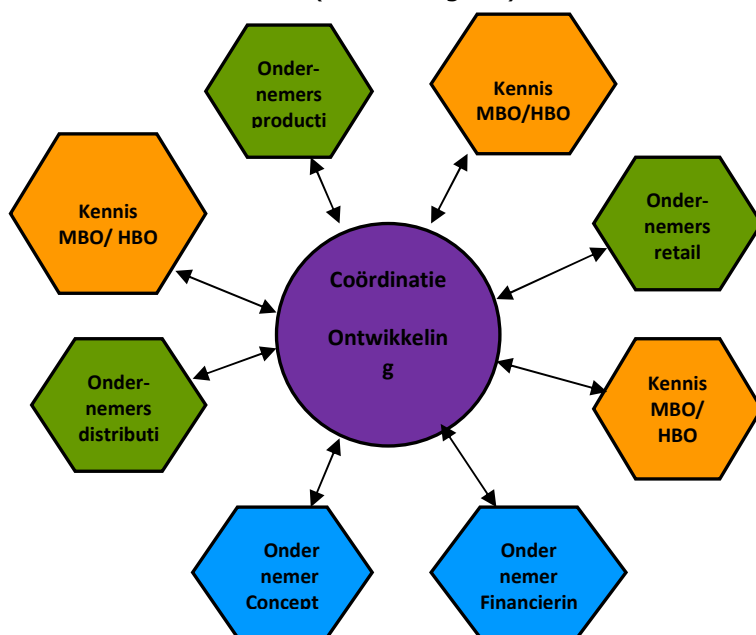 Onder-
nemers
producti
Kennis
MBO/HBO
Kennis
MBO/ HBO
Onder-
nemers
retail
Coördinatie
Ontwikkelin
g
Onder-
nemers
distributi
Kennis
MBO/
HBO
Onder
nemer
Concept
Onder
nemer
Financierin